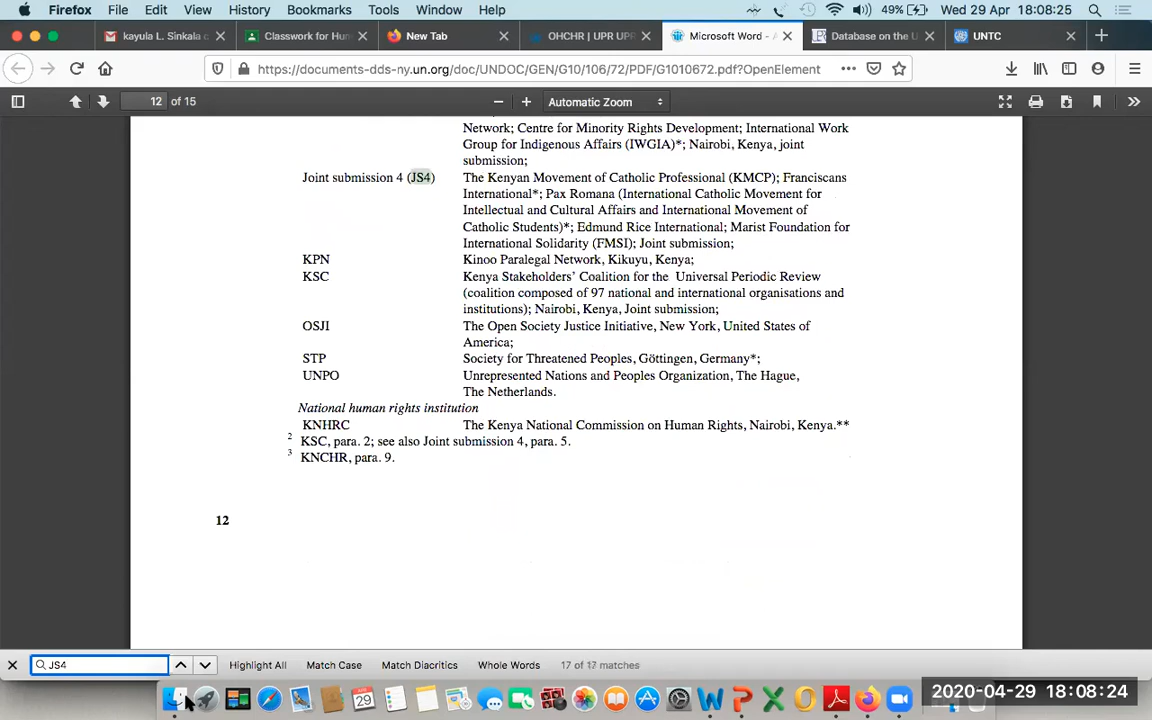 Firefox File Edit View History Bookmarks Tools Window Help 49% Wed 29 Apr 18:08:25
kayula L. Sinkala c Classwork for Hum New Tab OHCHR | UPR UPR Microsoft Word - A Database on the U UNTC
https://documents-dds-ny.un.org/doc/UNDOC/GEN/G10/106/72/PDF/G1010672.pdf?OpenElement
12 of 15 Automatic Zoom
Network; Centre for Minority Rights Development; International Work
Group for Indigenous Affairs (IWGIA)*; Nairobi, Kenya, joint
submission;
Joint submission 4 (JS4) The Kenyan Movement of Catholic Professional (KMCP); Franciscans
International*; Pax Romana (International Catholic Movement for
Intellectual and Cultural Affairs and International Movement of
Catholic Students)*; Edmund Rice International; Marist Foundation for
International Solidarity (FMSI); Joint submission;
KPN Kinoo Paralegal Network, Kikuyu, Kenya;
KSC Kenya Stakeholders' Coalition for the Universal Periodic Review
(coalition composed of 97 national and international organisations and
institutions); Nairobi, Kenya, Joint submission;
OSJI The Open Society Justice Initiative, New York, United States of
America;
STP Society for Threatened Peoples, Göttingen, Germany*;
UNPO Unrepresented Nations and Peoples Organization, The Hague,
The Netherlands.
National human rights institution
KNHRC The Kenya National Commission on Human Rights, Nairobi, Kenya.**
2 KSC, para. 2; see also Joint submission 4, para. 5.
3 KNCHR, para. 9.
12
JS4 Highlight All Match Case Match Diacritics Whole Words 17 of 17 matches
2020-04-29 18:08:24